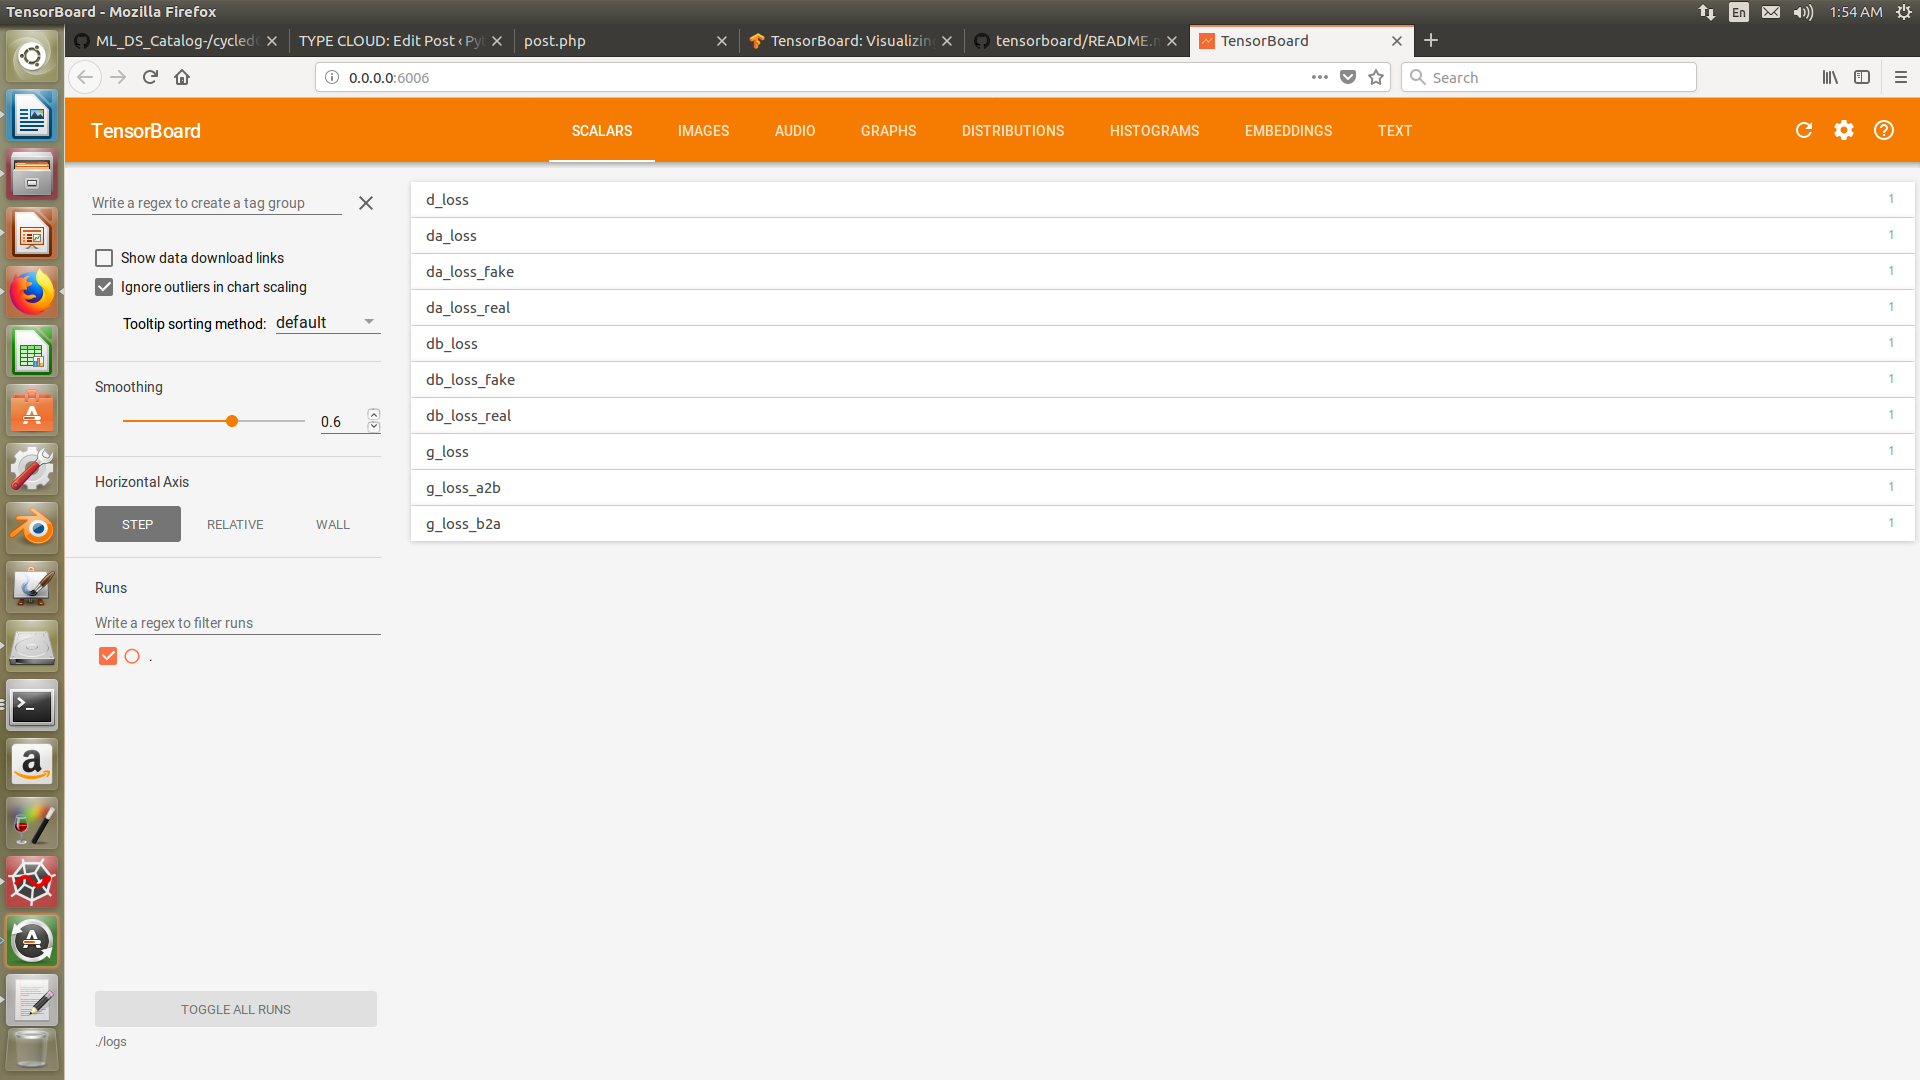 TensorBoard - Mozilla Firefox
En
1:54 AM
ML_DS_Catalog-/cycled
TYPE CLOUD: Edit Post ‹ Py
post.php
TensorBoard: Visualizing
tensorboard/README.m
TensorBoard
0.0.0.0:6006
Search
TensorBoard
SCALARS
IMAGES
AUDIO
GRAPHS
DISTRIBUTIONS
HISTOGRAMS
EMBEDDINGS
TEXT
Write a regex to create a tag group
Show data download links
Ignore outliers in chart scaling
Tooltip sorting method: default
Smoothing
0.6
Horizontal Axis
STEP
RELATIVE
WALL
Runs
Write a regex to filter runs
.
TOGGLE ALL RUNS
./logs
d_loss 1
da_loss 1
da_loss_fake 1
da_loss_real 1
db_loss 1
db_loss_fake 1
db_loss_real 1
g_loss 1
g_loss_a2b 1
g_loss_b2a 1